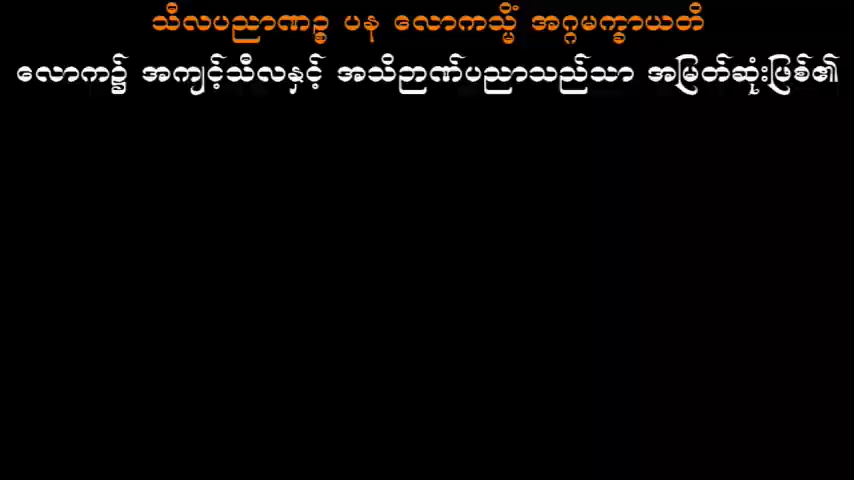 သီလပညာဏဉ္စ ပန လောကသ္မိံ အဂ္ဂမက္ခာယတိ
လောက၌ အကျင့်သီလနှင့် အသိဉာဏ်ပညာသည်သာ အမြတ်ဆုံးဖြစ်၏